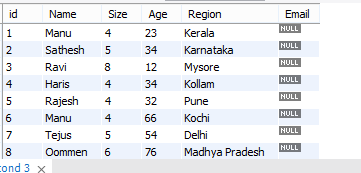 id Name Size Age Region Email
1 Manu 4 23 Kerala NULL
2 Sathesh 5 34 Karnataka NULL
3 Ravi 8 12 Mysore NULL
4 Haris 4 34 Kollam NULL
5 Rajesh 4 32 Pune NULL
6 Manu 4 66 Kochi NULL
7 Tejus 5 54 Delhi NULL
8 Oommen 6 76 Madhya Pradesh NULL
ond 3 ×